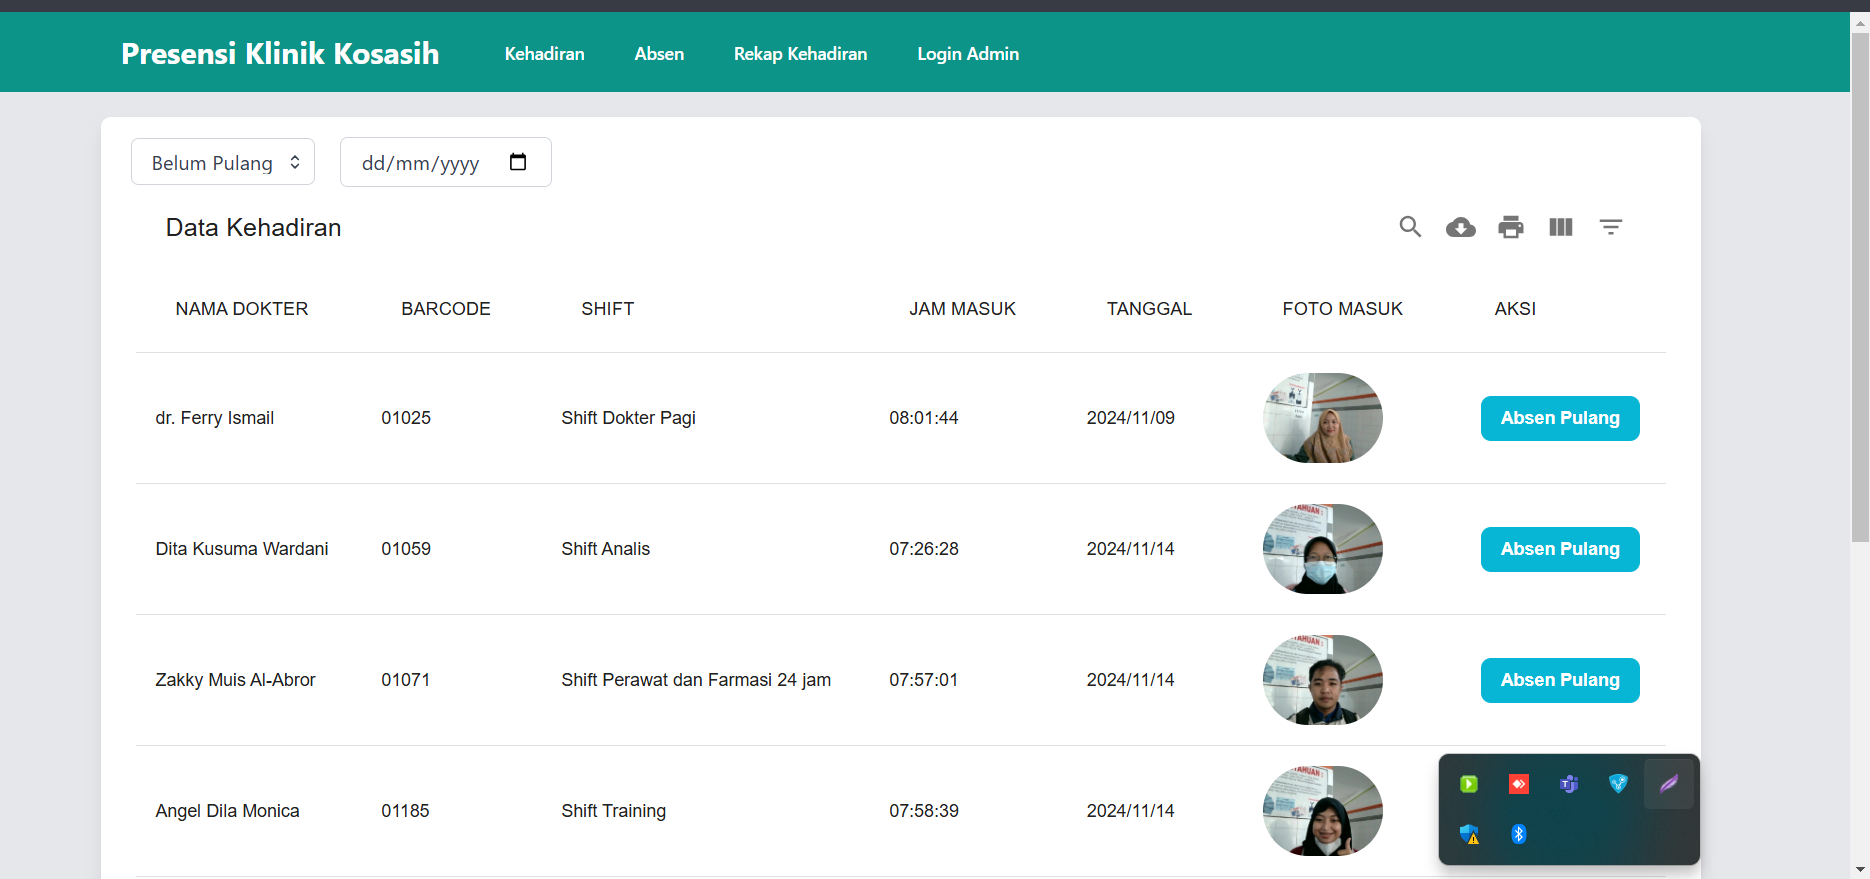 Presensi Klinik Kosasih Kehadiran Absen Rekap Kehadiran Login Admin
Belum Pulang dd/mm/yyyy
Data Kehadiran
NAMA DOKTER BARCODE SHIFT JAM MASUK TANGGAL FOTO MASUK AKSI
dr. Ferry Ismail 01025 Shift Dokter Pagi 08:01:44 2024/11/09 Absen Pulang
Dita Kusuma Wardani 01059 Shift Analis 07:26:28 2024/11/14 Absen Pulang
Zakky Muis Al-Abror 01071 Shift Perawat dan Farmasi 24 jam 07:57:01 2024/11/14 Absen Pulang
Angel Dila Monica 01185 Shift Training 07:58:39 2024/11/14